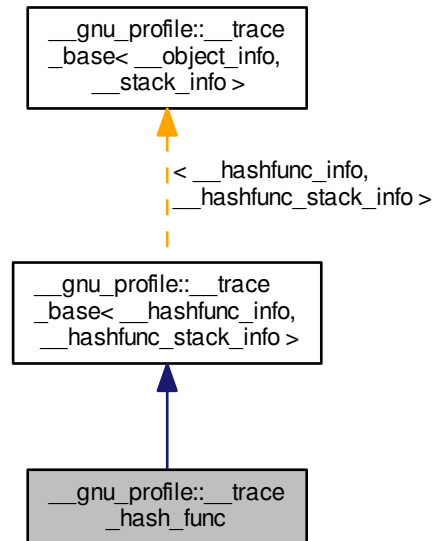 __gnu_profile::__trace
_base< __object_info,
__stack_info >
< __hashfunc_info,
__hashfunc_stack_info >
__gnu_profile::__trace
_base< __hashfunc_info,
__hashfunc_stack_info >
__gnu_profile::__trace
_hash_func